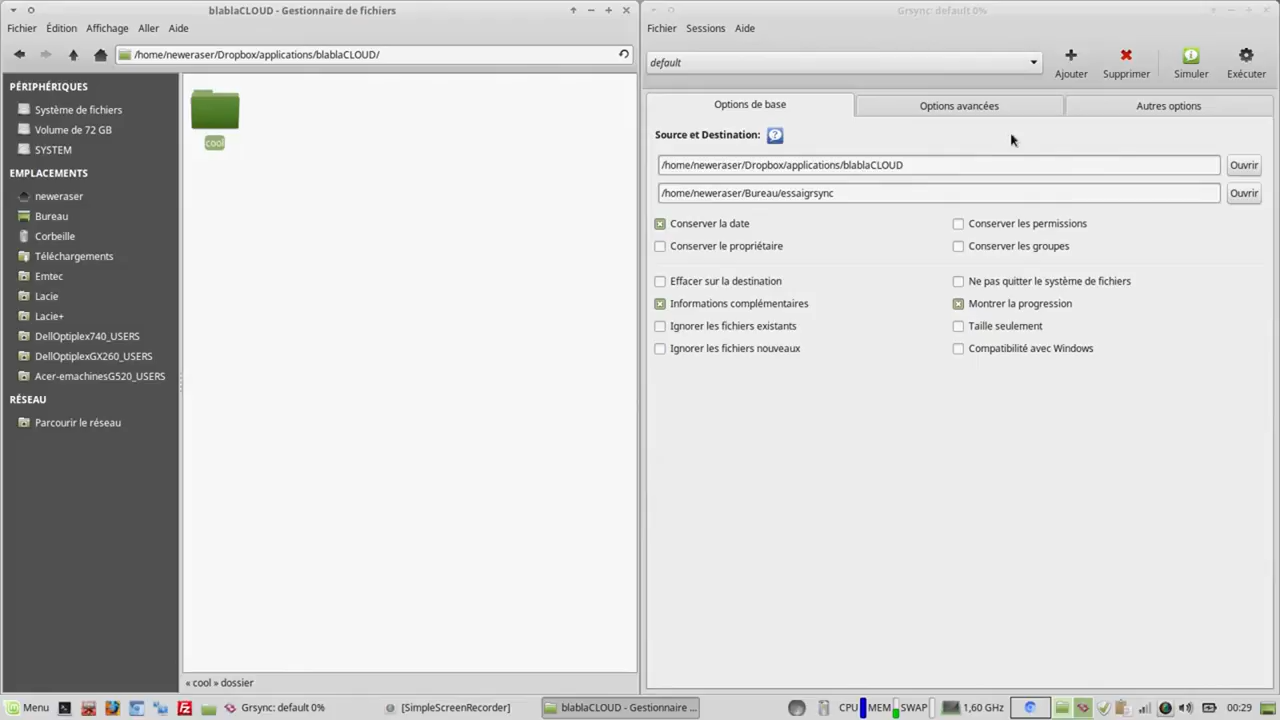 blablaCLOUD - Gestionnaire de fichiers
Fichier Édition Affichage Aller Aide
/home/neweraser/Dropbox/applications/blablaCLOUD/
PÉRIPHÉRIQUES
Système de fichiers
Volume de 72 GB
SYSTEM
EMPLACEMENTS
neweraser
Bureau
Corbeille
Téléchargements
Emtec
Lacie
Lacie+
DellOptiplex740_USERS
DellOptiplexGX260_USERS
Acer-emachinesG520_USERS
RÉSEAU
Parcourir le réseau
cool
« cool » dossier
Grsync: default 0%
Fichier Sessions Aide
default
Ajouter Supprimer Simuler Exécuter
Options de base Options avancées Autres options
Source et Destination:
/home/neweraser/Dropbox/applications/blablaCLOUD Ouvrir
/home/neweraser/Bureau/essaigrsync Ouvrir
Conserver la date Conserver les permissions
Conserver le propriétaire Conserver les groupes
Effacer sur la destination Ne pas quitter le système de fichiers
Informations complémentaires Montrer la progression
Ignorer les fichiers existants Taille seulement
Ignorer les fichiers nouveaux Compatibilité avec Windows
Menu Grsync: default 0% [SimpleScreenRecorder] blablaCLOUD - Gestionnaire ... CPU MEM SWAP 1,60 GHz 00:29